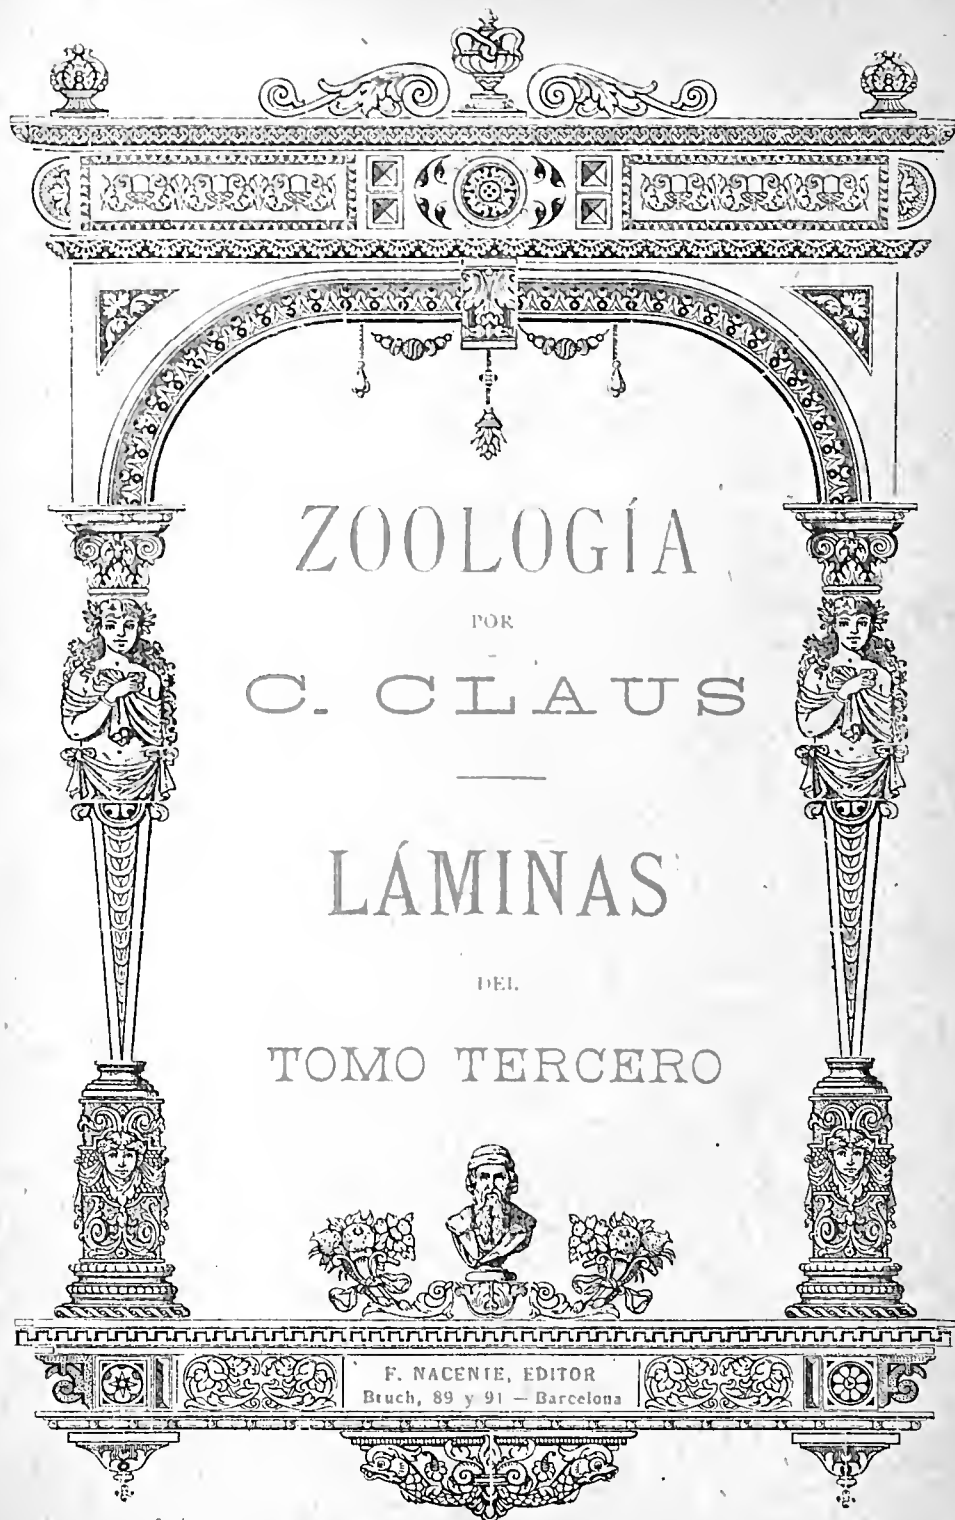 ZOOLOGÍA
POR
C. CLAUS
LÁMINAS
DEL
TOMO TERCERO
F. NACENTE, EDITOR
Bruch, 89 y 91 — Barcelona